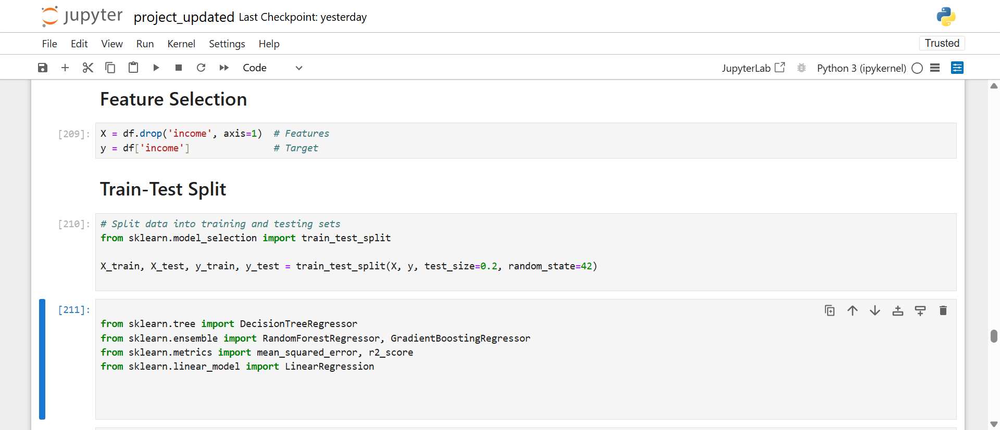 jupyter project_updated Last Checkpoint: yesterday
File Edit View Run Kernel Settings Help Trusted
Code JupyterLab Python 3 (ipykernel)
Feature Selection
[209]: X = df.drop('income', axis=1)  # Features
y = df['income']               # Target
Train-Test Split
[210]: # Split data into training and testing sets
from sklearn.model_selection import train_test_split
X_train, X_test, y_train, y_test = train_test_split(X, y, test_size=0.2, random_state=42)
[211]:
from sklearn.tree import DecisionTreeRegressor
from sklearn.ensemble import RandomForestRegressor, GradientBoostingRegressor
from sklearn.metrics import mean_squared_error, r2_score
from sklearn.linear_model import LinearRegression